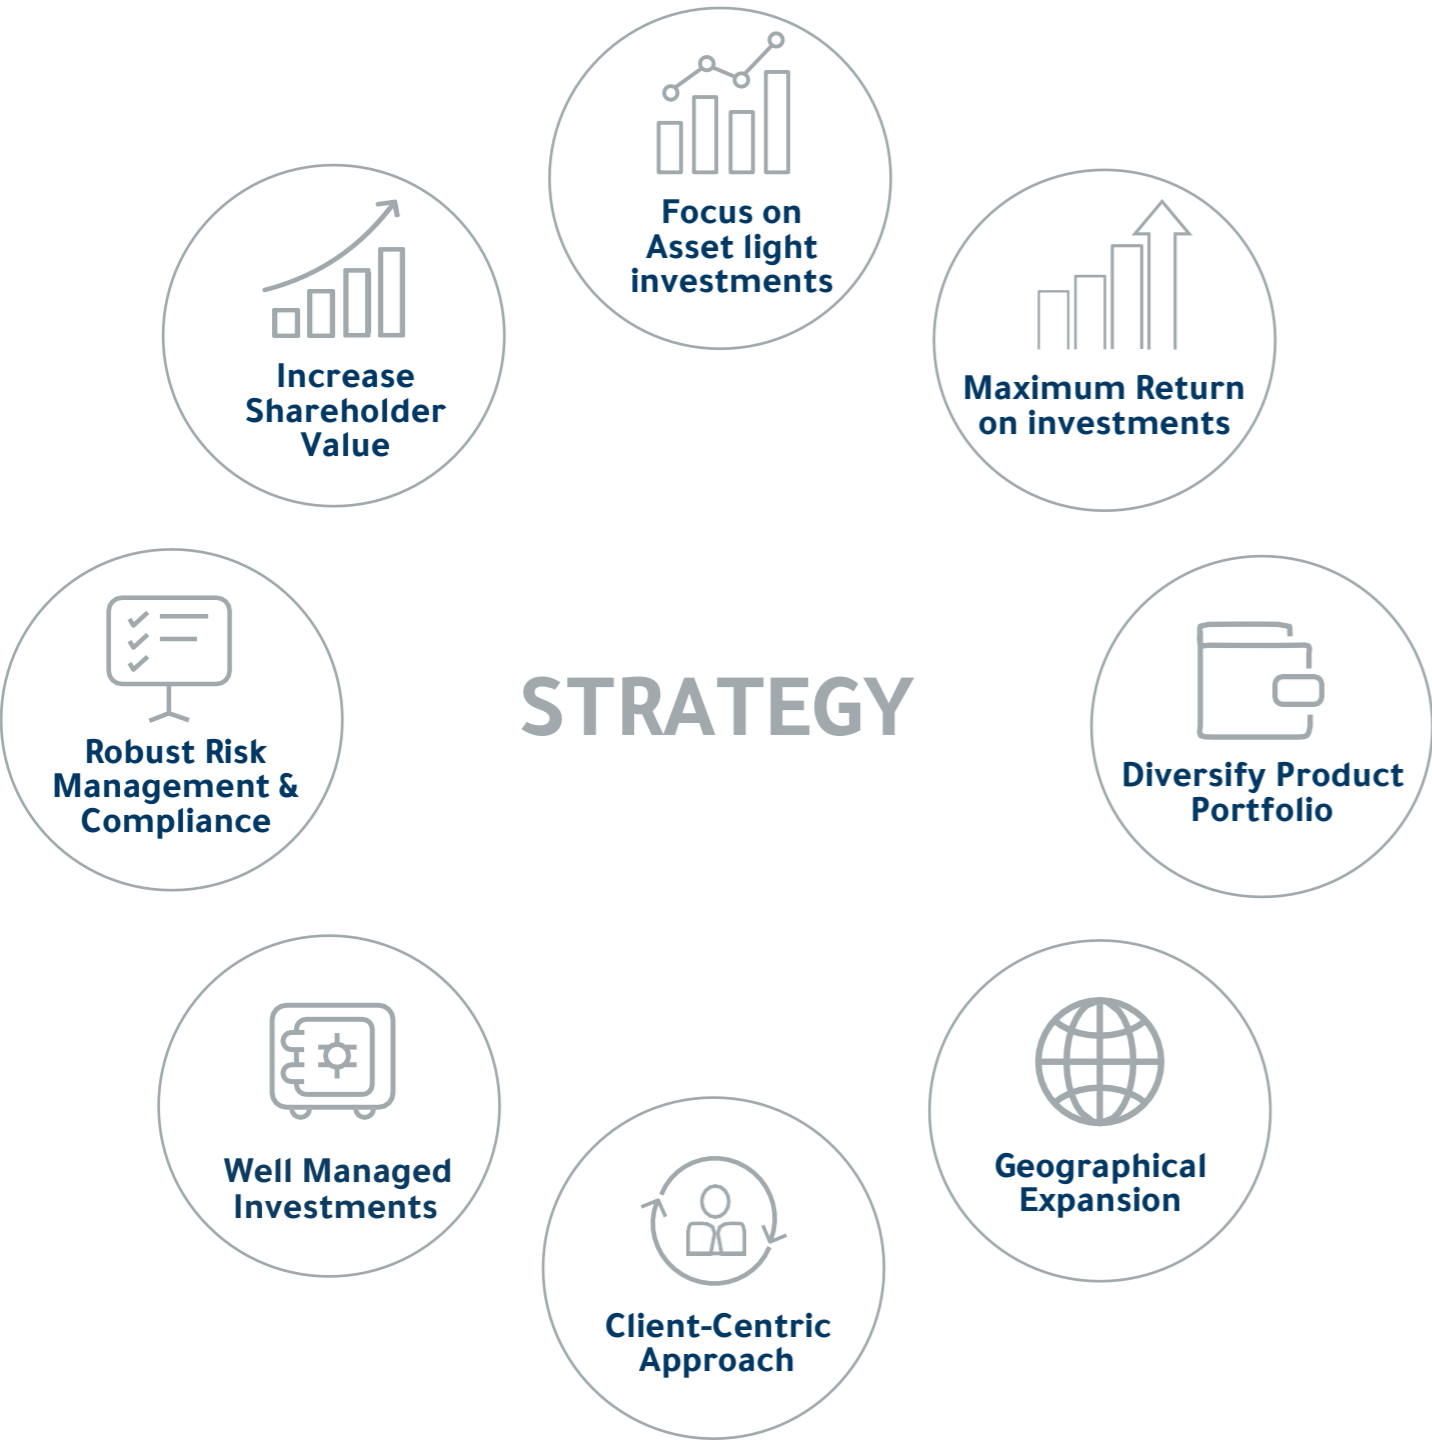 Focus on
Asset light
investments
Maximum Return
on investments
Diversify Product
Portfolio
Geographical
Expansion
Client-Centric
Approach
Well Managed
Investments
Robust Risk
Management &
Compliance
Increase
Shareholder
Value
STRATEGY